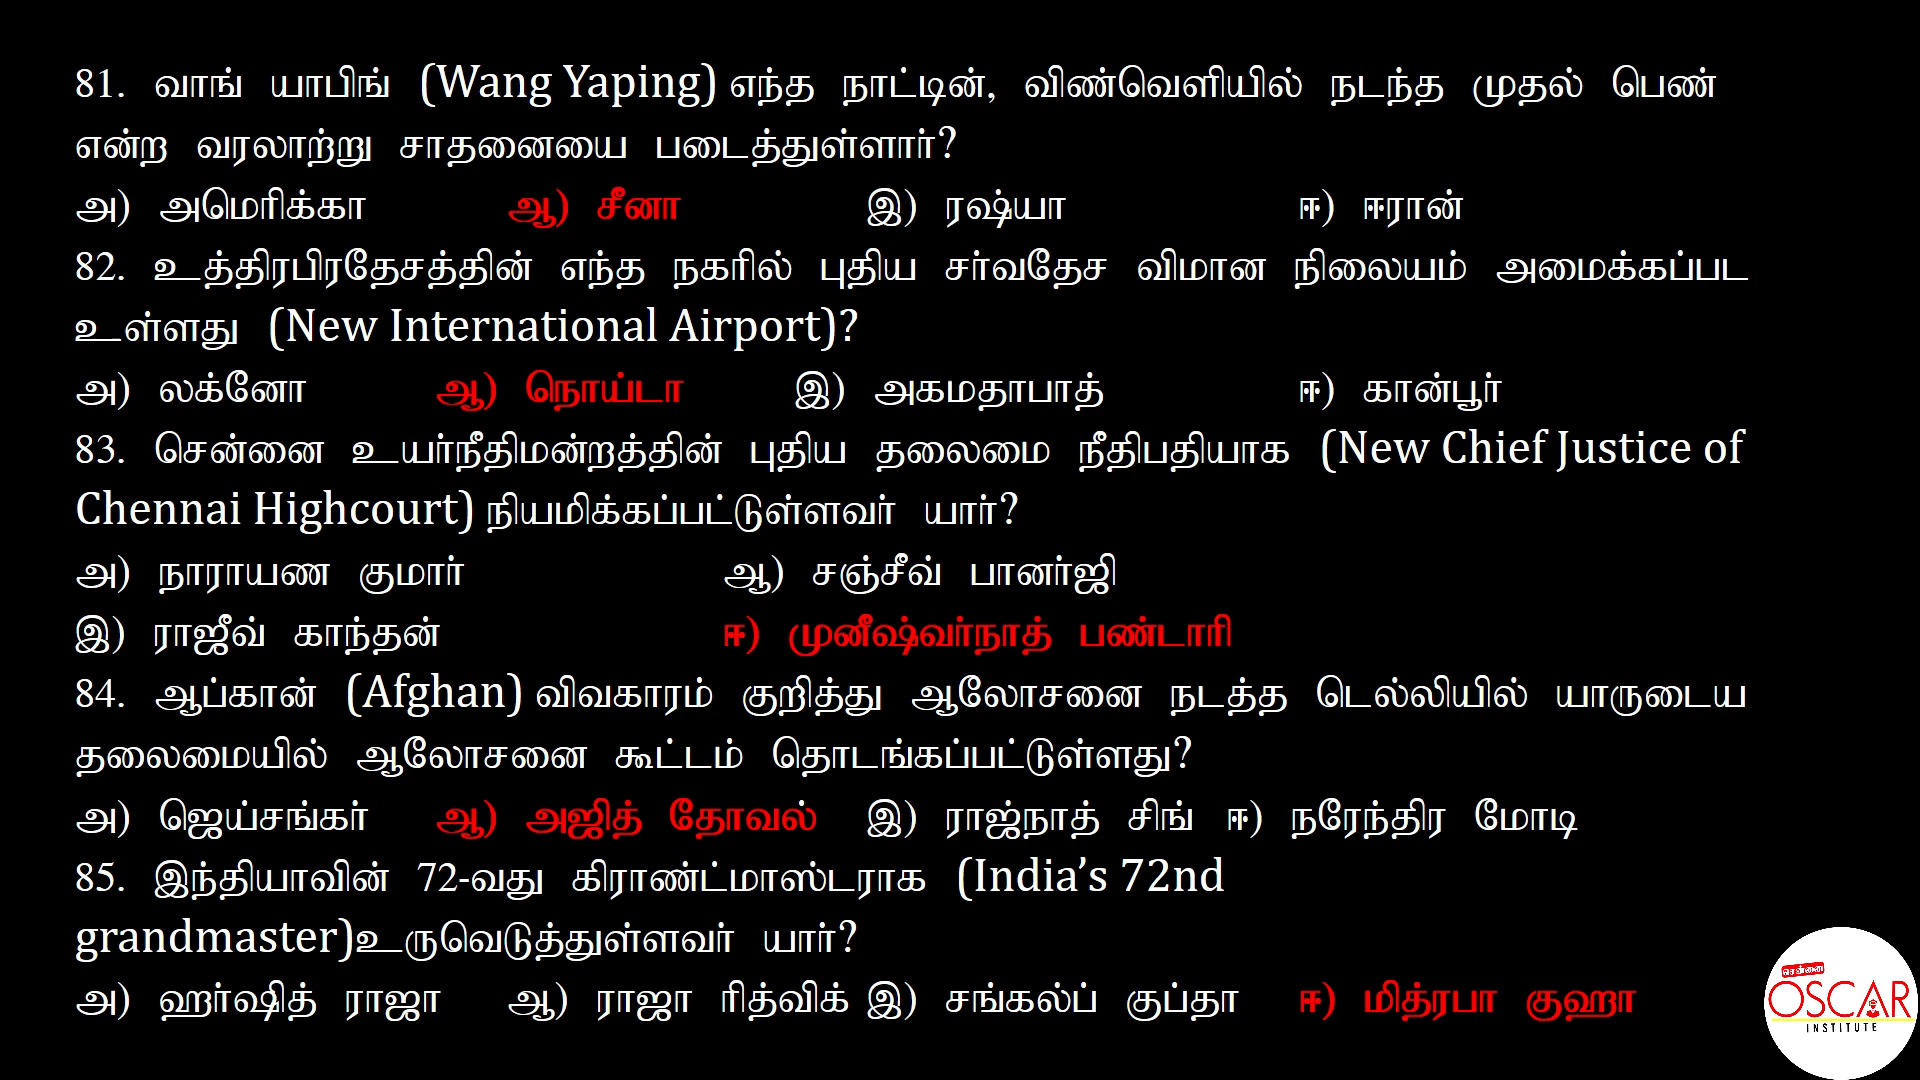 81. வாங் யாபிங் (Wang Yaping) எந்த நாட்டின், விண்வெளியில் நடந்த முதல் பெண்
என்ற வரலாற்று சாதனையை படைத்துள்ளார்?
அ) அமெரிக்கா ஆ) சீனா இ) ரஷ்யா ஈ) ஈரான்
82. உத்திரபிரதேசத்தின் எந்த நகரில் புதிய சர்வதேச விமான நிலையம் அமைக்கப்பட
உள்ளது (New International Airport)?
அ) லக்னோ ஆ) நொய்டா இ) அகமதாபாத் ஈ) கான்பூர்
83. சென்னை உயர்நீதிமன்றத்தின் புதிய தலைமை நீதிபதியாக (New Chief Justice of
Chennai Highcourt) நியமிக்கப்பட்டுள்ளவர் யார்?
அ) நாராயண குமார் ஆ) சஞ்சீவ் பானர்ஜி
இ) ராஜீவ் காந்தன் ஈ) முனீஷ்வர்நாத் பண்டாரி
84. ஆப்கான் (Afghan) விவகாரம் குறித்து ஆலோசனை நடத்த டெல்லியில் யாருடைய
தலைமையில் ஆலோசனை கூட்டம் தொடங்கப்பட்டுள்ளது?
அ) ஜெய்சங்கர் ஆ) அஜித் தோவல் இ) ராஜ்நாத் சிங் ஈ) நரேந்திர மோடி
85. இந்தியாவின் 72-வது கிராண்ட்மாஸ்டராக (India’s 72nd
grandmaster)உருவெடுத்துள்ளவர் யார்?
அ) ஹர்ஷித் ராஜா ஆ) ராஜா ரித்விக் இ) சங்கல்ப் குப்தா ஈ) மித்ரபா குஹா
சென்னை
OSCAR
INSTITUTE